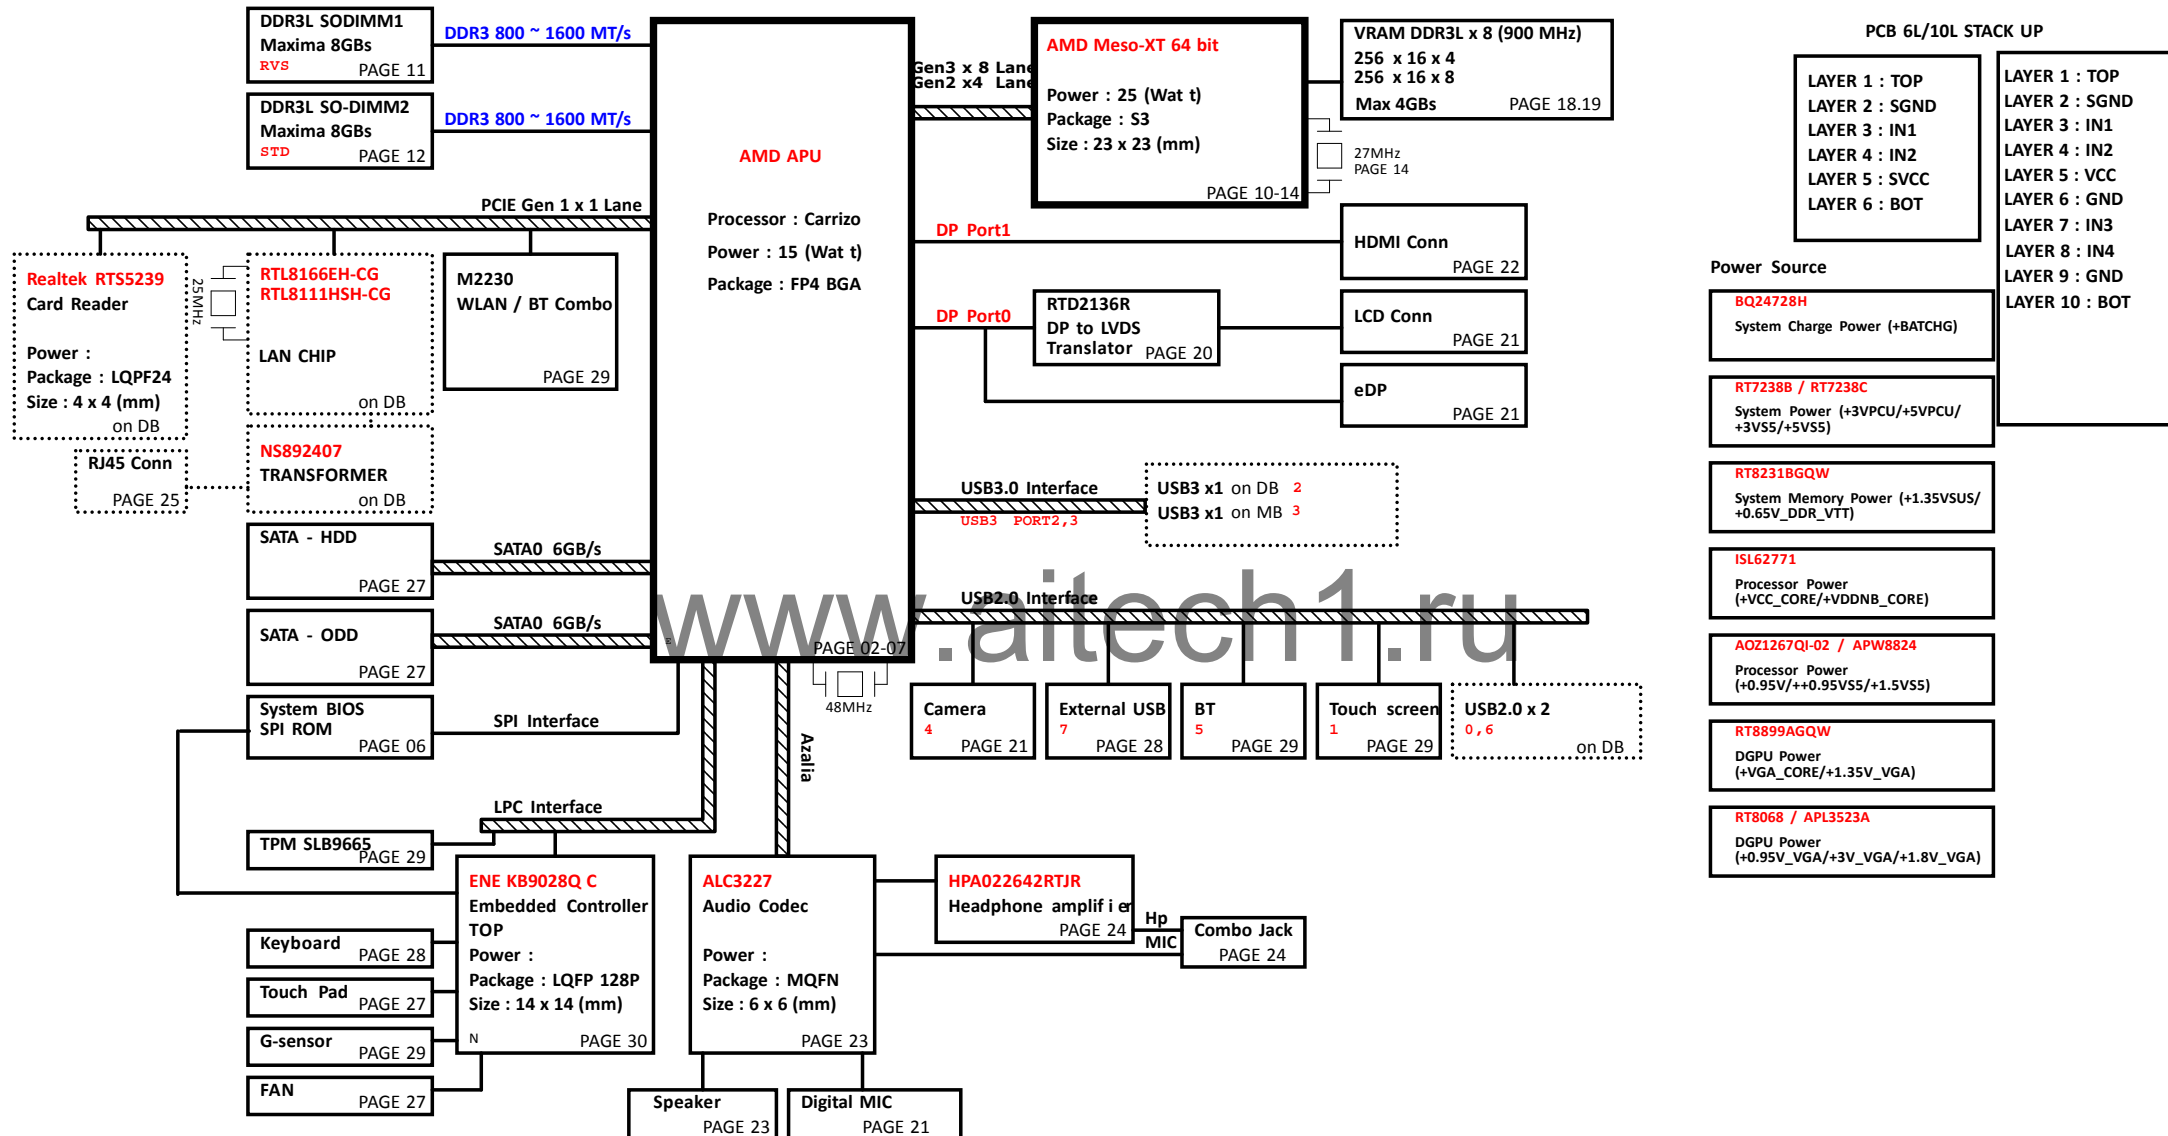 DDR3L SODIMM1
Maxima 8GBs
RVS
PAGE 11
DDR3 800 ~ 1600 MT/s
DDR3L SO-DIMM2
Maxima 8GBs
STD
PAGE 12
DDR3 800 ~ 1600 MT/s
PCIE Gen 1 x 1 Lane
AMD APU
Processor : Carrizo
Power : 15 (Wat t)
Package : FP4 BGA
PAGE 02-07
48MHz
Gen3 x 8 Lane
Gen2 x4 Lane
AMD Meso-XT 64 bit
Power : 25 (Wat t)
Package : S3
Size : 23 x 23 (mm)
PAGE 10-14
VRAM DDR3L x 8 (900 MHz)
256 x 16 x 4
256 x 16 x 8
Max 4GBs
PAGE 18.19
27MHz
PAGE 14
DP Port1
HDMI Conn
PAGE 22
DP Port0
RTD2136R
DP to LVDS
Translator PAGE 20
LCD Conn
PAGE 21
eDP
PAGE 21
Realtek RTS5239
Card Reader
Power :
Package : LQPF24
Size : 4 x 4 (mm)
on DB
25MHz
RTL8166EH-CG
RTL8111HSH-CG
LAN CHIP
on DB
M2230
WLAN / BT Combo
PAGE 29
RJ45 Conn
PAGE 25
NS892407
TRANSFORMER
on DB
USB3.0 Interface
USB3 PORT2,3
USB3 x1 on DB 2
USB3 x1 on MB 3
SATA - HDD
PAGE 27
SATA0 6GB/s
SATA - ODD
PAGE 27
SATA0 6GB/s
USB2.0 Interface
www.aitech1.ru
Camera
4
PAGE 21
External USB
7
PAGE 28
BT
5
PAGE 29
Touch screen
1
PAGE 29
USB2.0 x 2
0,6
on DB
System BIOS
SPI ROM
PAGE 06
SPI Interface
Azalia
LPC Interface
TPM SLB9665
PAGE 29
ENE KB9028Q C
Embedded Controller
TOP
Power :
Package : LQFP 128P
Size : 14 x 14 (mm)
N
PAGE 30
Keyboard
PAGE 28
Touch Pad
PAGE 27
G-sensor
PAGE 29
FAN
PAGE 27
ALC3227
Audio Codec
Power :
Package : MQFN
Size : 6 x 6 (mm)
PAGE 23
HPA022642RTJR
Headphone amplif i er
PAGE 24
Hp
MIC
Combo Jack
PAGE 24
Speaker
PAGE 23
Digital MIC
PAGE 21
PCB 6L/10L STACK UP
LAYER 1 : TOP
LAYER 2 : SGND
LAYER 3 : IN1
LAYER 4 : IN2
LAYER 5 : SVCC
LAYER 6 : BOT
LAYER 1 : TOP
LAYER 2 : SGND
LAYER 3 : IN1
LAYER 4 : IN2
LAYER 5 : VCC
LAYER 6 : GND
LAYER 7 : IN3
LAYER 8 : IN4
LAYER 9 : GND
LAYER 10 : BOT
Power Source
BQ24728H
System Charge Power (+BATCHG)
RT7238B / RT7238C
System Power (+3VPCU/+5VPCU/
+3VS5/+5VS5)
RT8231BGQW
System Memory Power (+1.35VSUS/
+0.65V_DDR_VTT)
ISL62771
Processor Power
(+VCC_CORE/+VDDNB_CORE)
AOZ1267QI-02 / APW8824
Processor Power
(+0.95V/++0.95VS5/+1.5VS5)
RT8899AGQW
DGPU Power
(+VGA_CORE/+1.35V_VGA)
RT8068 / APL3523A
DGPU Power
(+0.95V_VGA/+3V_VGA/+1.8V_VGA)